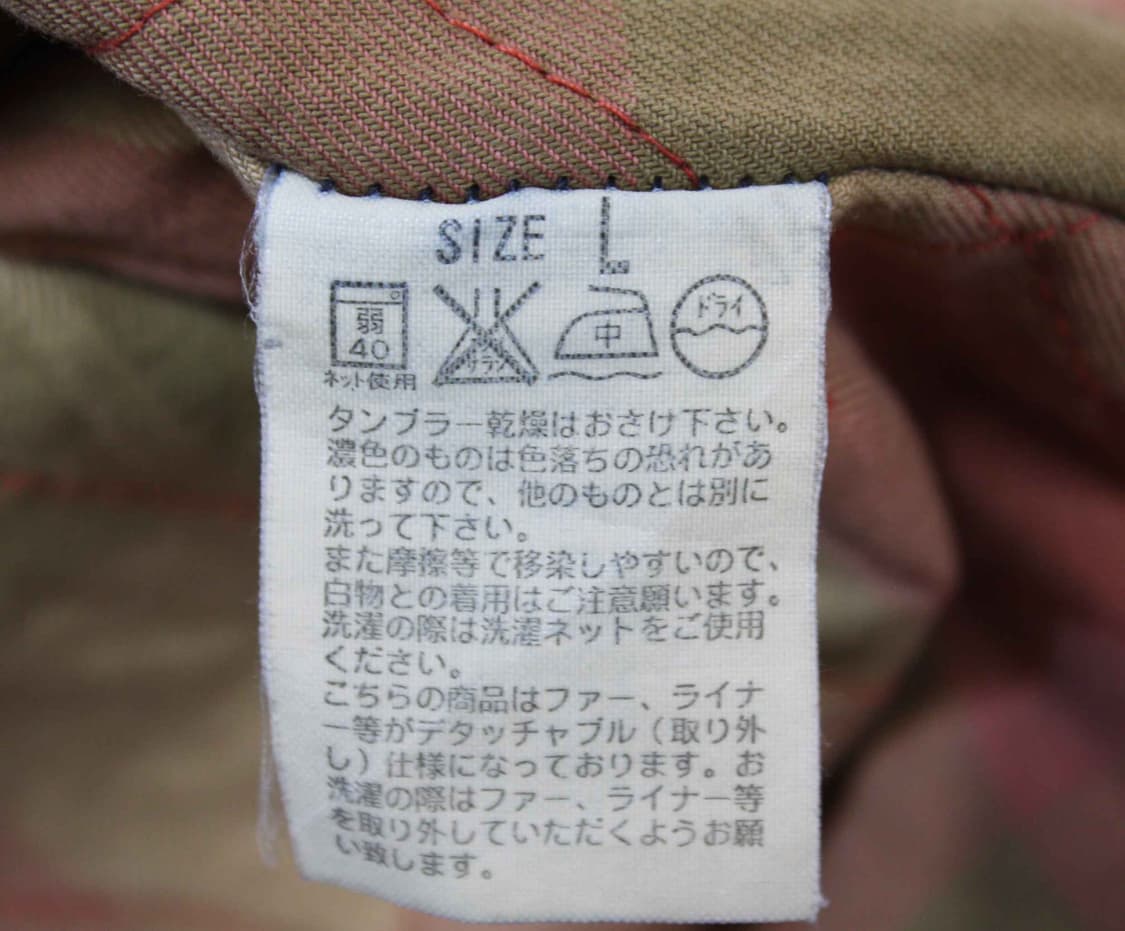 SIZE L
弱
40
ネット使用
サラシ
中
ドライ
タンブラー乾燥はおさけ下さい。
濃色のものは色落ちの恐れがあ
りますので、他のものとは別に
洗って下さい。
また摩擦等で移染しやすいので、
白物との着用はご注意願います。
洗濯の際は洗濯ネットをご使用
ください。
こちらの商品はファー、ライナ
ー等がデタッチャブル（取り外
し）仕様になっております。お
洗濯の際はファー、ライナー等
を取り外していただくようお願
い致します。